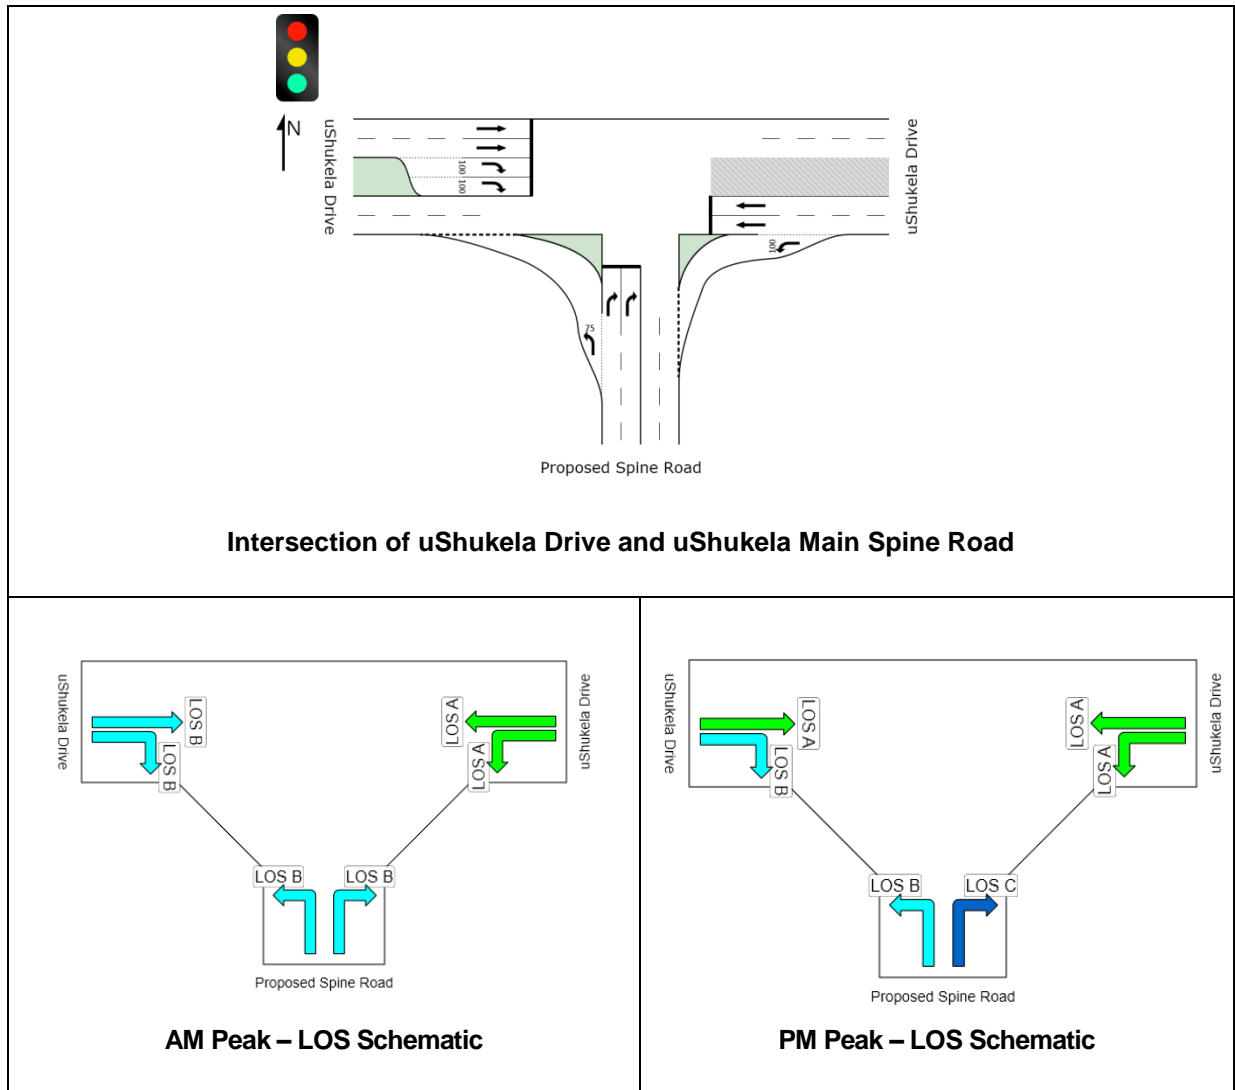 N
uShukela Drive
100
100
uShukela Drive
100
75
Proposed Spine Road
Intersection of uShukela Drive and uShukela Main Spine Road
uShukela Drive
LOS B
LOS B
LOS A
LOS A
uShukela Drive
LOS B
LOS B
Proposed Spine Road
AM Peak – LOS Schematic
uShukela Drive
LOS A
LOS B
LOS A
LOS A
uShukela Drive
LOS B
LOS C
Proposed Spine Road
PM Peak – LOS Schematic